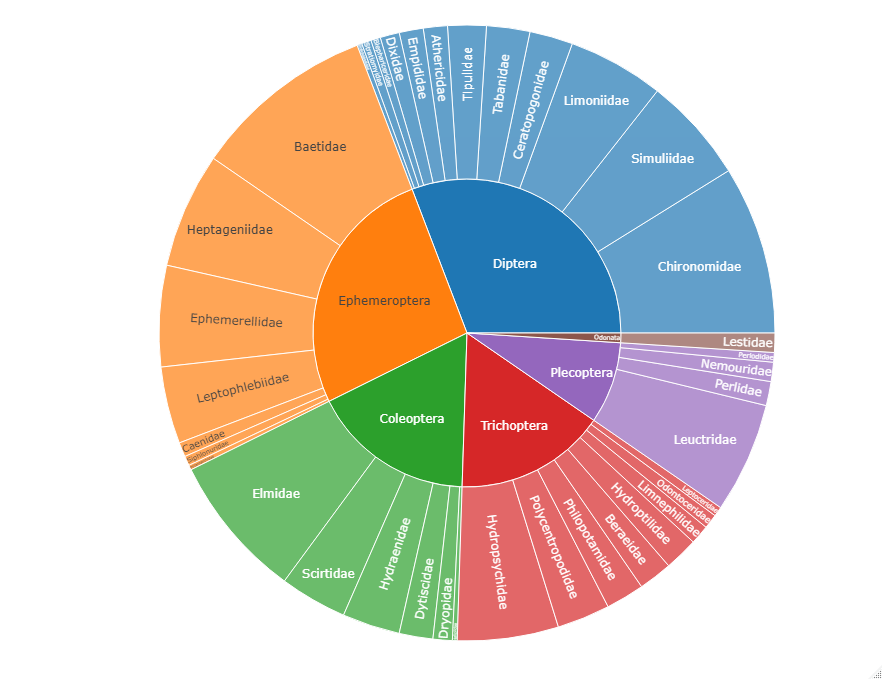 Diptera
Chironomidae
Simuliidae
Limoniidae
Ceratopogonidae
Tabanidae
Tipulidae
Athericidae
Empididae
Dixidae
Blephariceridae
Stratiomyidae
Ephemeroptera
Baetidae
Heptageniidae
Ephemerellidae
Leptophlebiidae
Caenidae
Siphlonuridae
Coleoptera
Elmidae
Scirtidae
Hydraenidae
Dytiscidae
Dryopidae
Trichoptera
Hydropsychidae
Polycentropodidae
Philopotamidae
Beraeidae
Hydroptilidae
Limnephilidae
Odontoceridae
Plecoptera
Leuctridae
Perlidae
Nemouridae
Perlodidae
Odonata
Lestidae